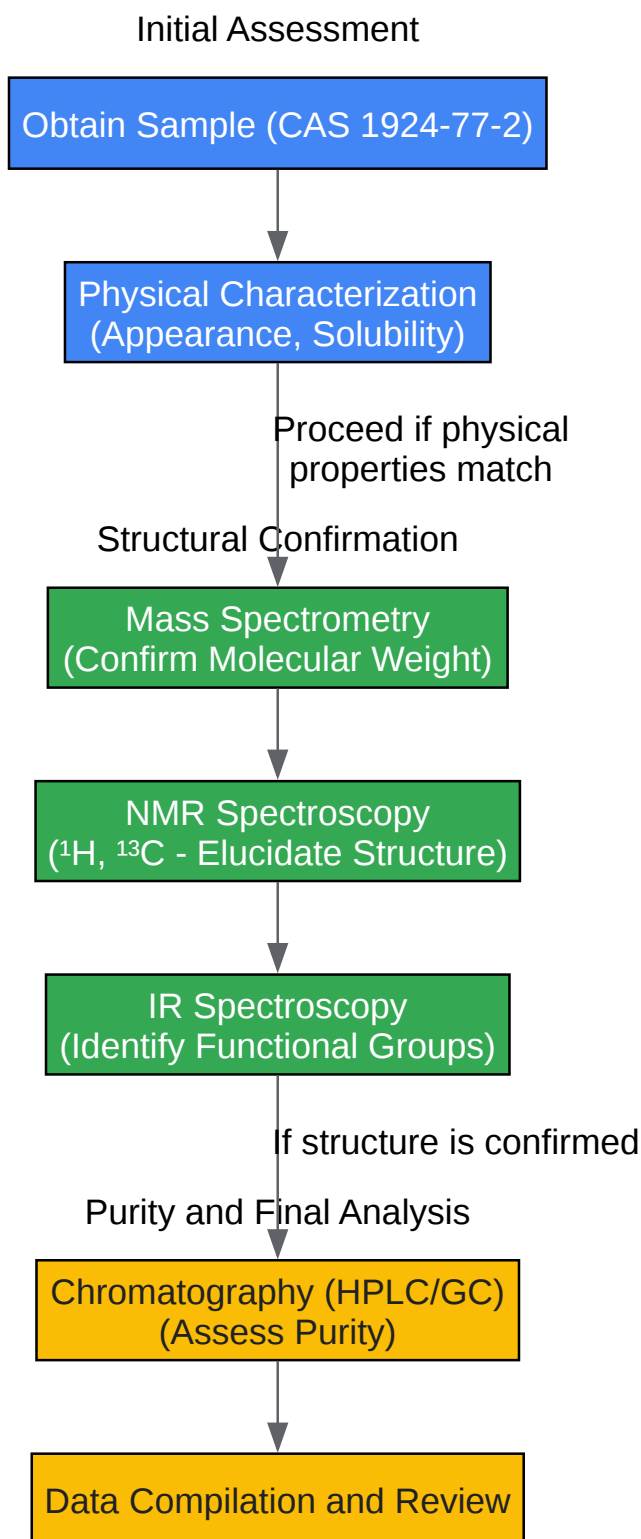 Initial Assessment
Obtain Sample (CAS 1924-77-2)
Physical Characterization
(Appearance, Solubility)
Proceed if physical
properties match
Structural Confirmation
Mass Spectrometry
(Confirm Molecular Weight)
NMR Spectroscopy
(¹H, ¹³C - Elucidate Structure)
IR Spectroscopy
(Identify Functional Groups)
If structure is confirmed
Purity and Final Analysis
Chromatography (HPLC/GC)
(Assess Purity)
Data Compilation and Review